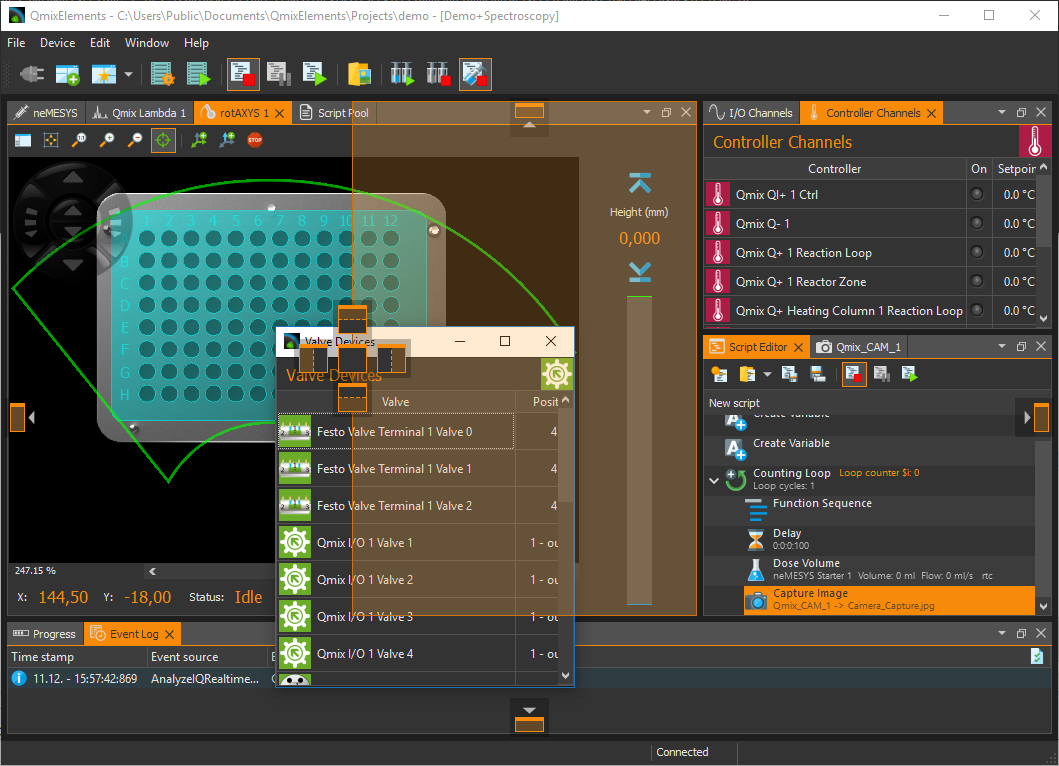 QmixElements - C:\Users\Public\Documents\QmixElements\Projects\demo - [Demo+Spectroscopy]
File Device Edit Window Help
neMESYS Qmix Lambda 1 rotAXYS 1 Script Pool
STOP
1 2 3 4 5 6 7 8 9 10 11 12
B
C
D
E
F
G
H
Height (mm)
0,000
247.15 %
X: 144,50 Y: -18,00 Status: Idle
I/O Channels Controller Channels
Controller Channels
Controller On Setpoin
Qmix QI+ 1 Ctrl 0.0 °C
Qmix Q- 1 0.0 °C
Qmix Q+ 1 Reaction Loop 0.0 °C
Qmix Q+ 1 Reactor Zone 0.0 °C
Qmix Q+ Heating Column 1 Reaction Loop 0.0 °C
Valve Devices
Valve Devices
Valve Posit
Festo Valve Terminal 1 Valve 0 4
Festo Valve Terminal 1 Valve 1 4
Festo Valve Terminal 1 Valve 2 4
Qmix I/O 1 Valve 1 1 - ou
Qmix I/O 1 Valve 2 1 - ou
Qmix I/O 1 Valve 3 1 - ou
Qmix I/O 1 Valve 4 1 - ou
Script Editor Qmix_CAM_1
New script
Create Variable
Create Variable
Counting Loop Loop counter $i: 0
Loop cycles: 1
Function Sequence
Delay
0:0:0:100
Dose Volume
neMESYS Starter 1 Volume: 0 ml Flow: 0 ml/s rtc
Capture Image
Qmix_CAM_1 -> Camera_Capture.jpg
Progress Event Log
Time stamp Event source
11.12. - 15:57:42:869 AnalyzeIQRealtime...
Connected